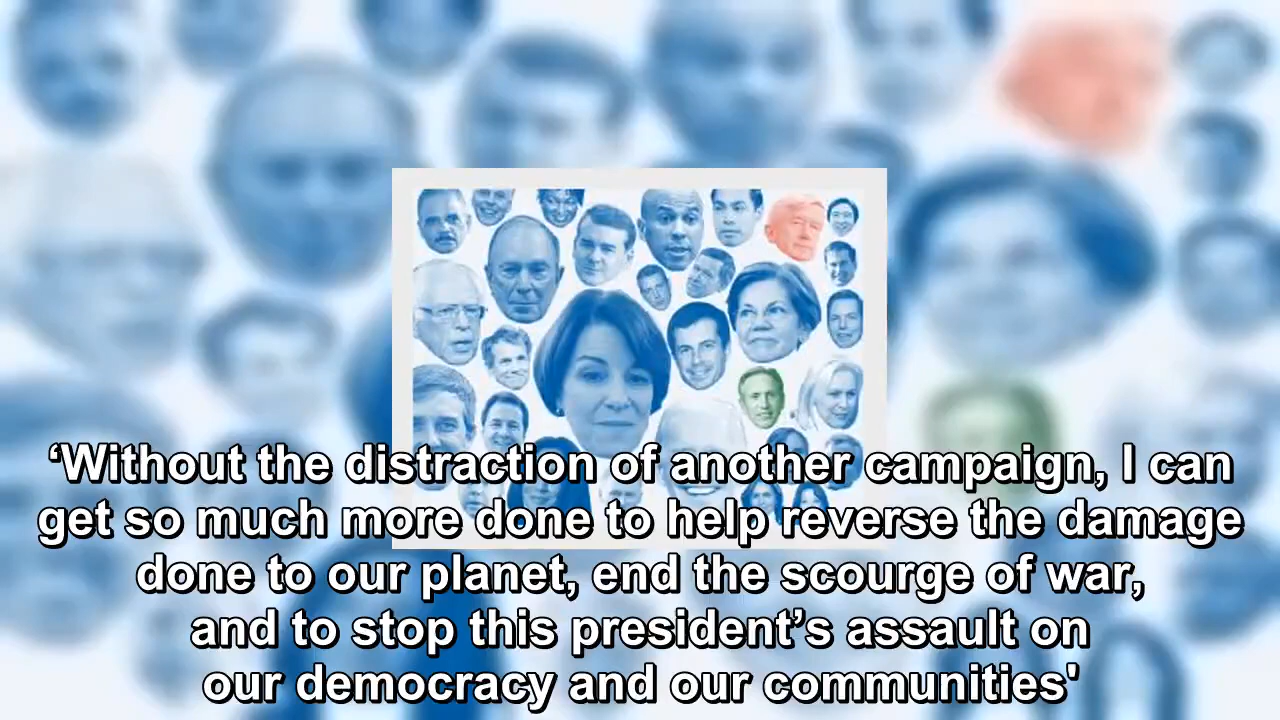 ‘Without the distraction of another campaign, I can
get so much more done to help reverse the damage
done to our planet, end the scourge of war,
and to stop this president’s assault on
our democracy and our communities'